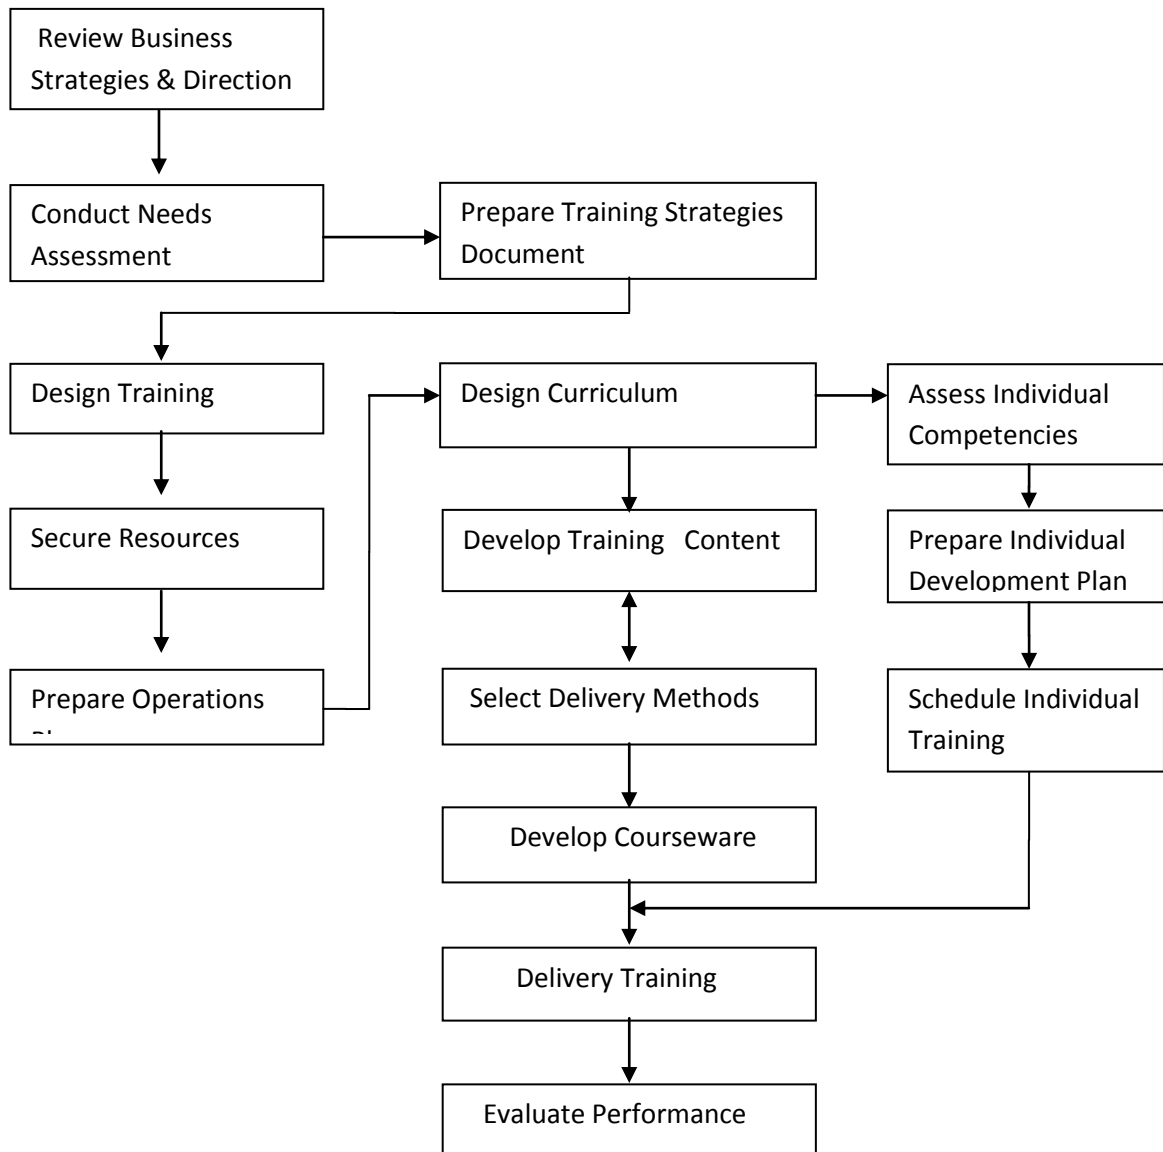 Review Business
Strategies & Direction
Conduct Needs
Assessment
Prepare Training Strategies
Document
Design Training
Design Curriculum
Assess Individual
Competencies
Secure Resources
Develop Training Content
Prepare Individual
Development Plan
Prepare Operations
Select Delivery Methods
Schedule Individual
Training
Develop Courseware
Delivery Training
Evaluate Performance